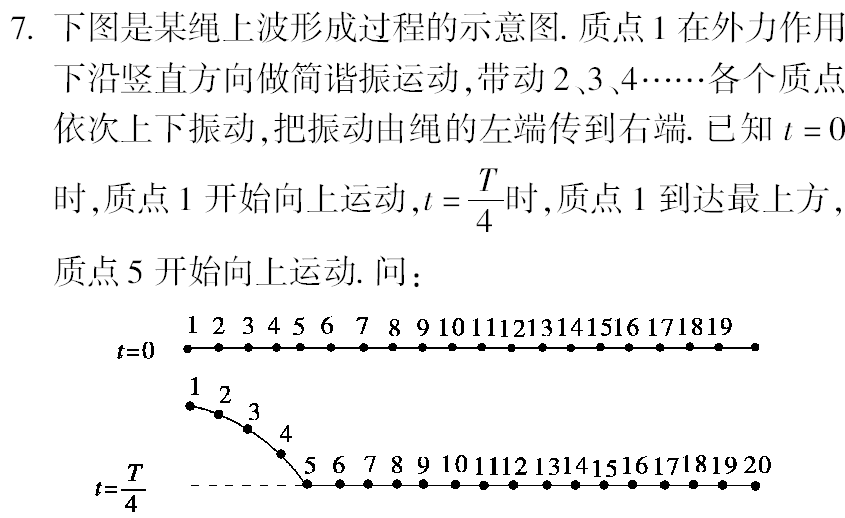 7. 下图是某绳上波形成过程的示意图. 质点 1 在外力作用
下沿竖直方向做简谐振运动,带动 2、3、4……各个质点
依次上下振动,把振动由绳的左端传到右端. 已知 t = 0
时,质点 1 开始向上运动,t = T/4 时,质点 1 到达最上方,
质点 5 开始向上运动. 问:
1 2 3 4 5 6 7 8 9 10 11 12 13 14 15 16 17 18 19
t=0
1 2 3 4
5 6 7 8 9 10 11 12 13 14 15 16 17 18 19 20
t=T/4